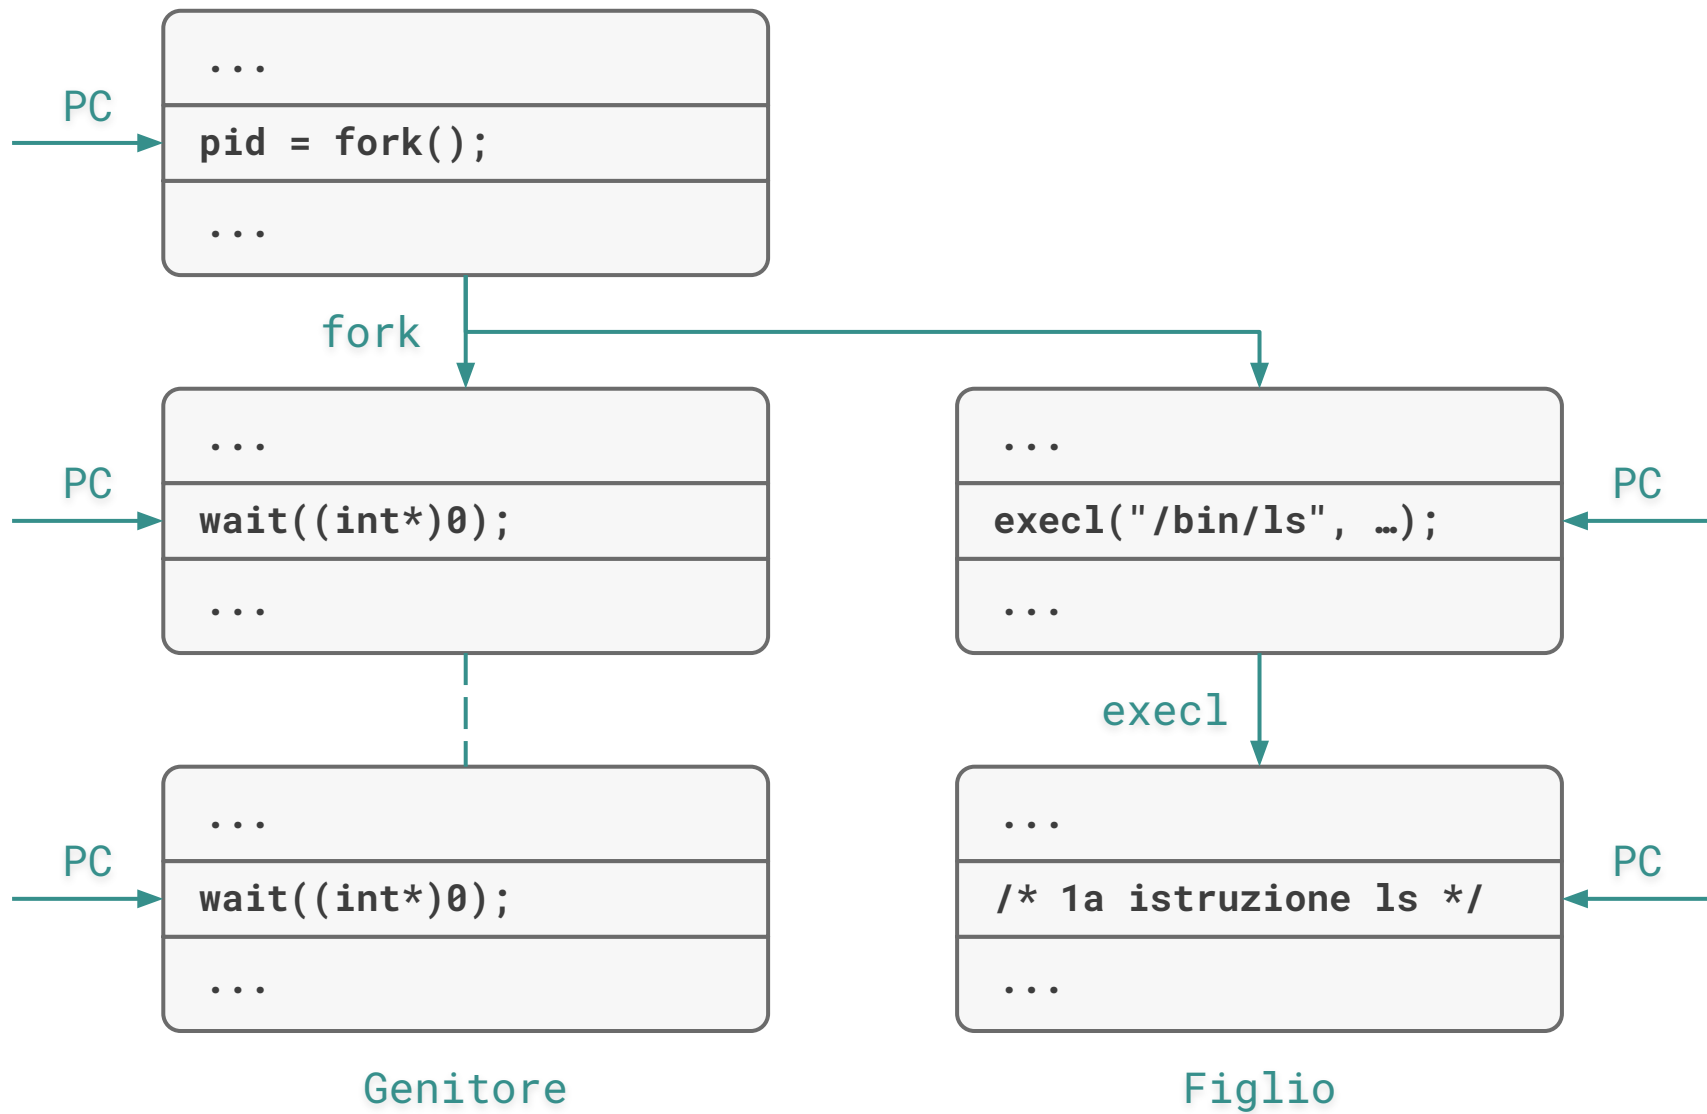 ...
PC
pid = fork();
...
fork
...
...
PC
wait((int*)0);
execl("/bin/ls", …);
PC
...
...
execl
...
...
PC
wait((int*)0);
/* 1a istruzione ls */
PC
...
...
Genitore
Figlio